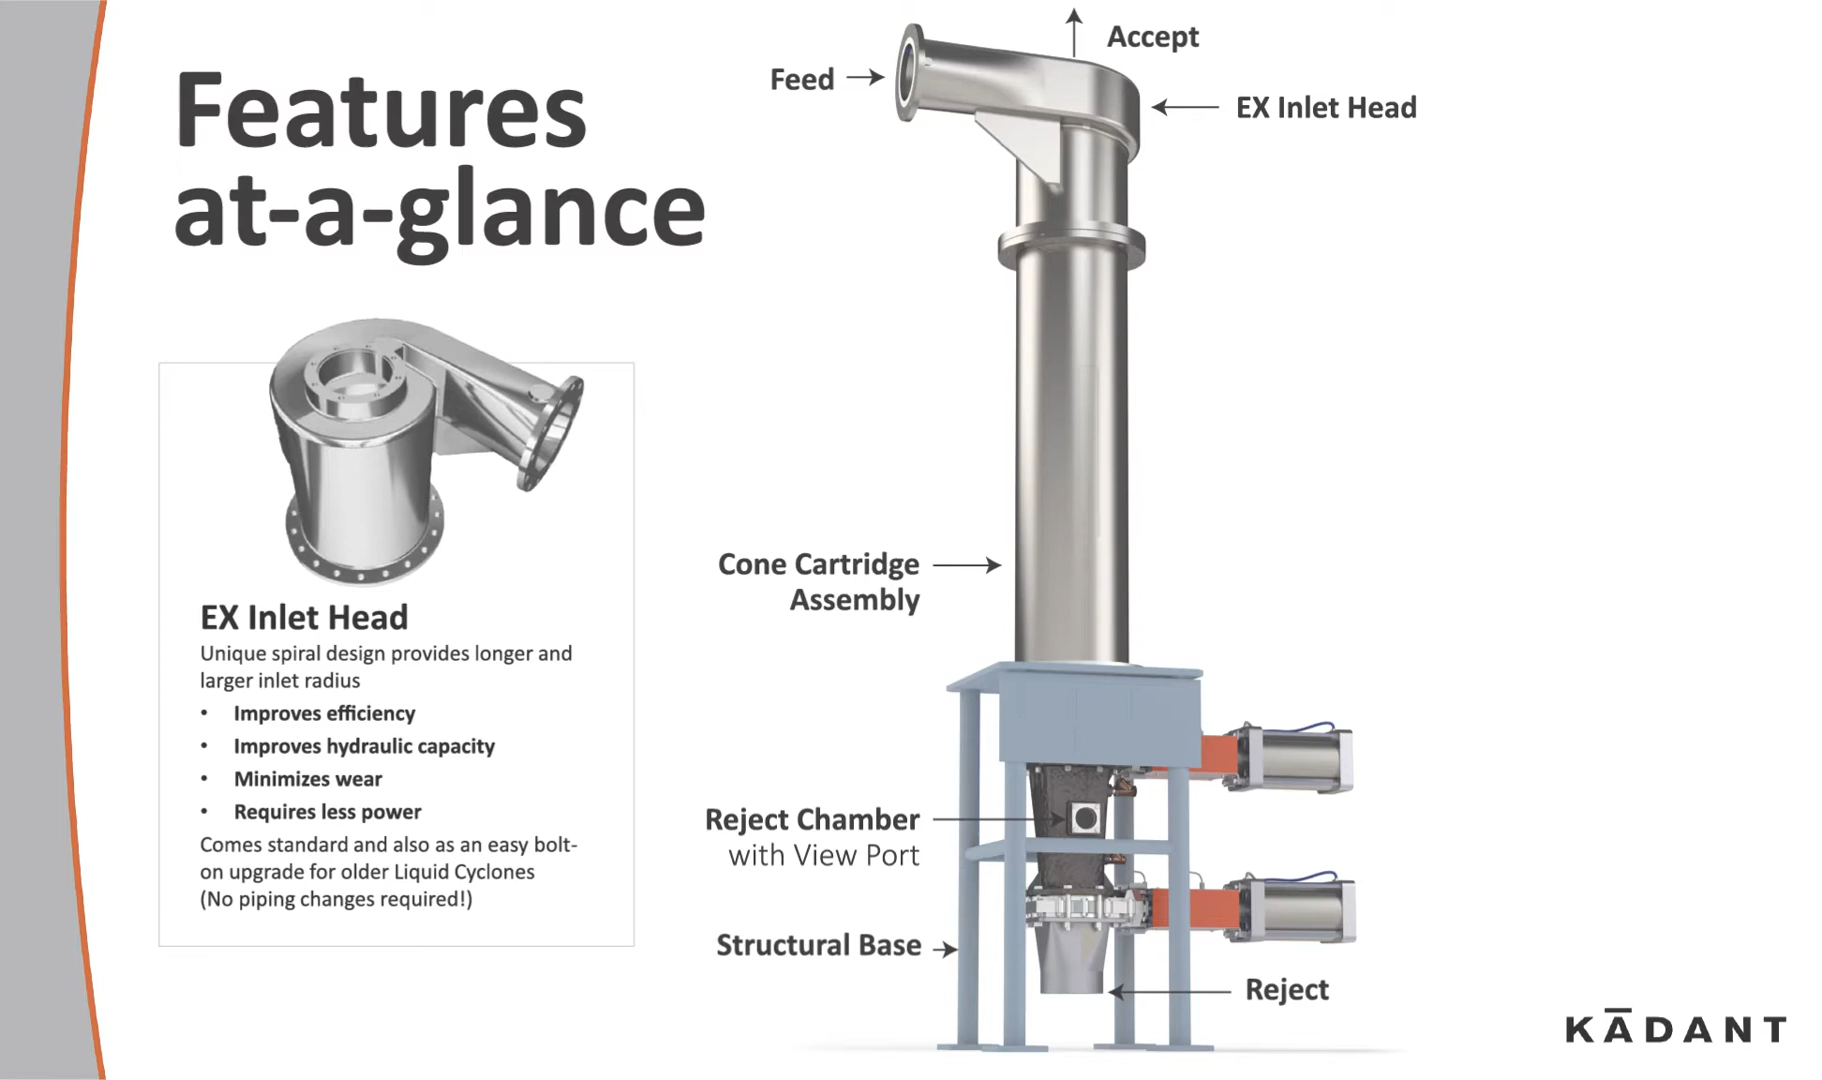 Features
at-a-glance
EX Inlet Head
Unique spiral design provides longer and
larger inlet radius
• Improves efficiency
• Improves hydraulic capacity
• Minimizes wear
• Requires less power
Comes standard and also as an easy bolt-
on upgrade for older Liquid Cyclones
(No piping changes required!)
Accept
Feed
EX Inlet Head
Cone Cartridge
Assembly
Reject Chamber
with View Port
Structural Base
Reject
KĀDANT